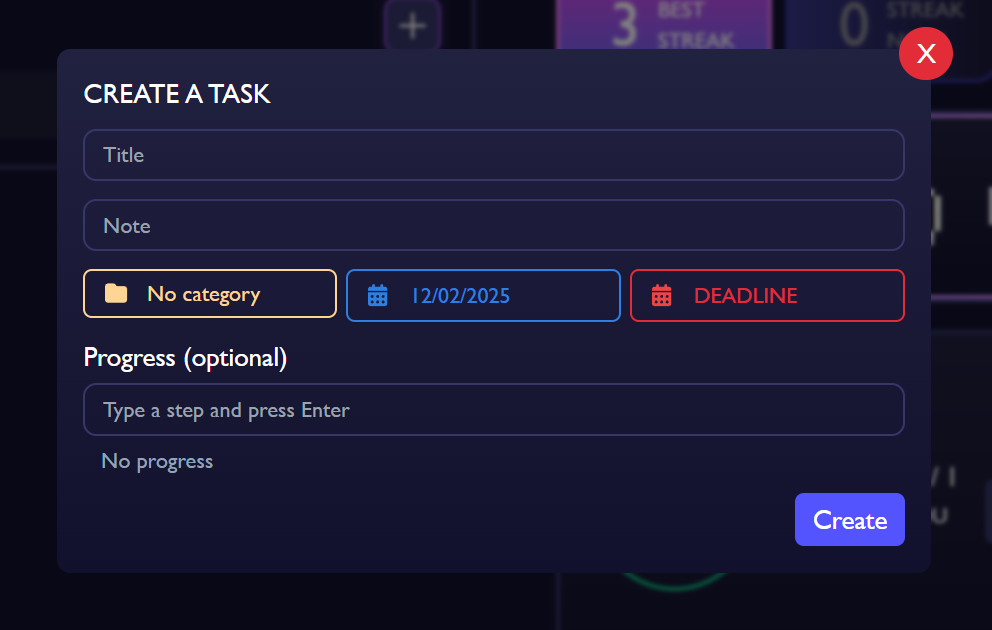 3 BEST
STREAK
0 STREAK
X
CREATE A TASK
Title
Note
No category
12/02/2025
DEADLINE
Progress (optional)
Type a step and press Enter
No progress
Create